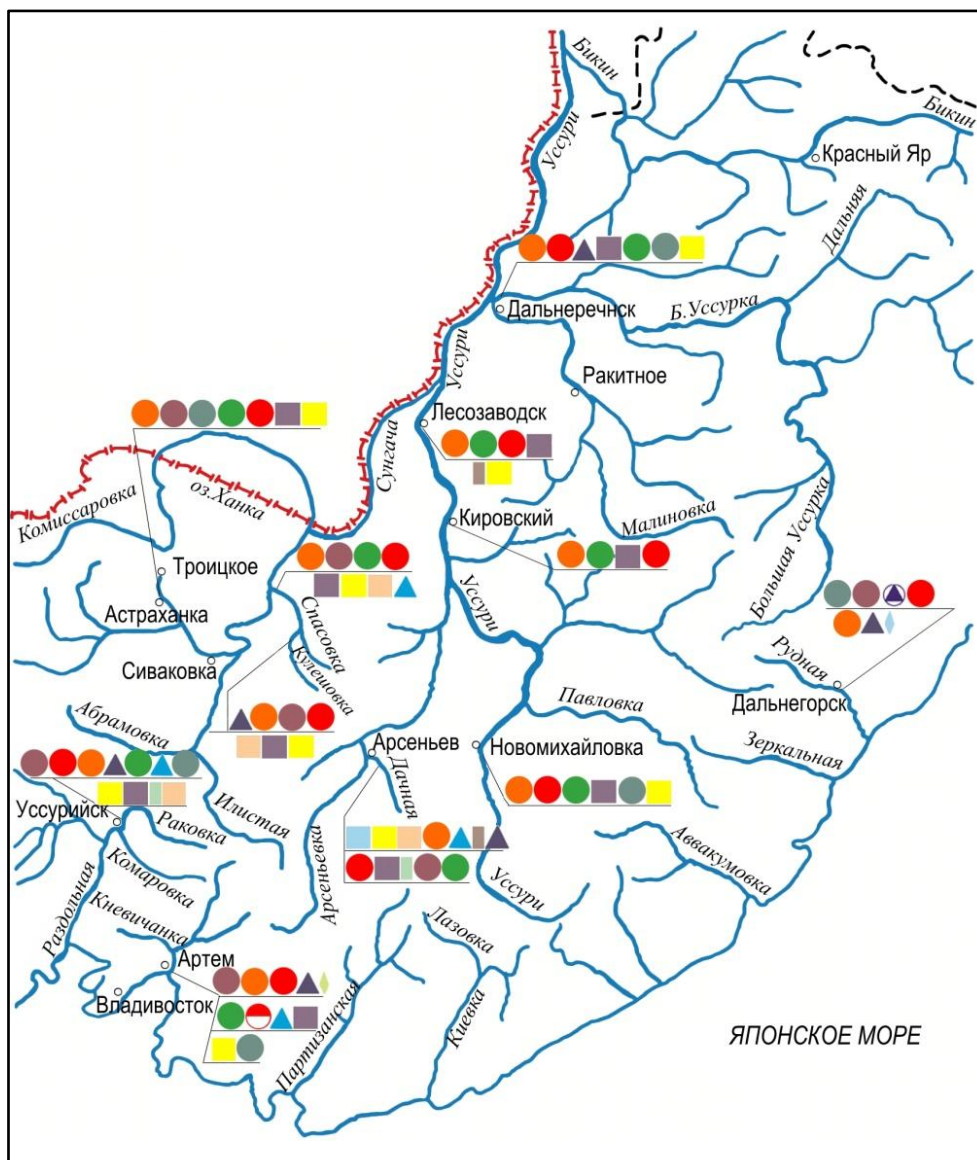 Бикин
Бикин
Уссури
Красный Яр
Дальняя
Дальнеречнск
Б.Уссурка
Уссури
Ракитное
Лесозаводск
Сунгача
Комиссаровка
оз.Ханка
Кировский
Малиновка
Большая Уссурка
Троицкое
Астраханка
Спасовка
Уссури
Кулешовка
Сиваковка
Рудная
Дальнегорск
Павловка
Абрамовка
Арсеньев
Новомихайловка
Зеркальная
Дачная
Уссурийск
Раковка
Илистая
Арсеньевка
Аввакумовка
Комаровка
Уссури
Раздольная
Кневичанка
Лазовка
Артем
Владивосток
Партизанская
Киевка
ЯПОНСКОЕ МОРЕ